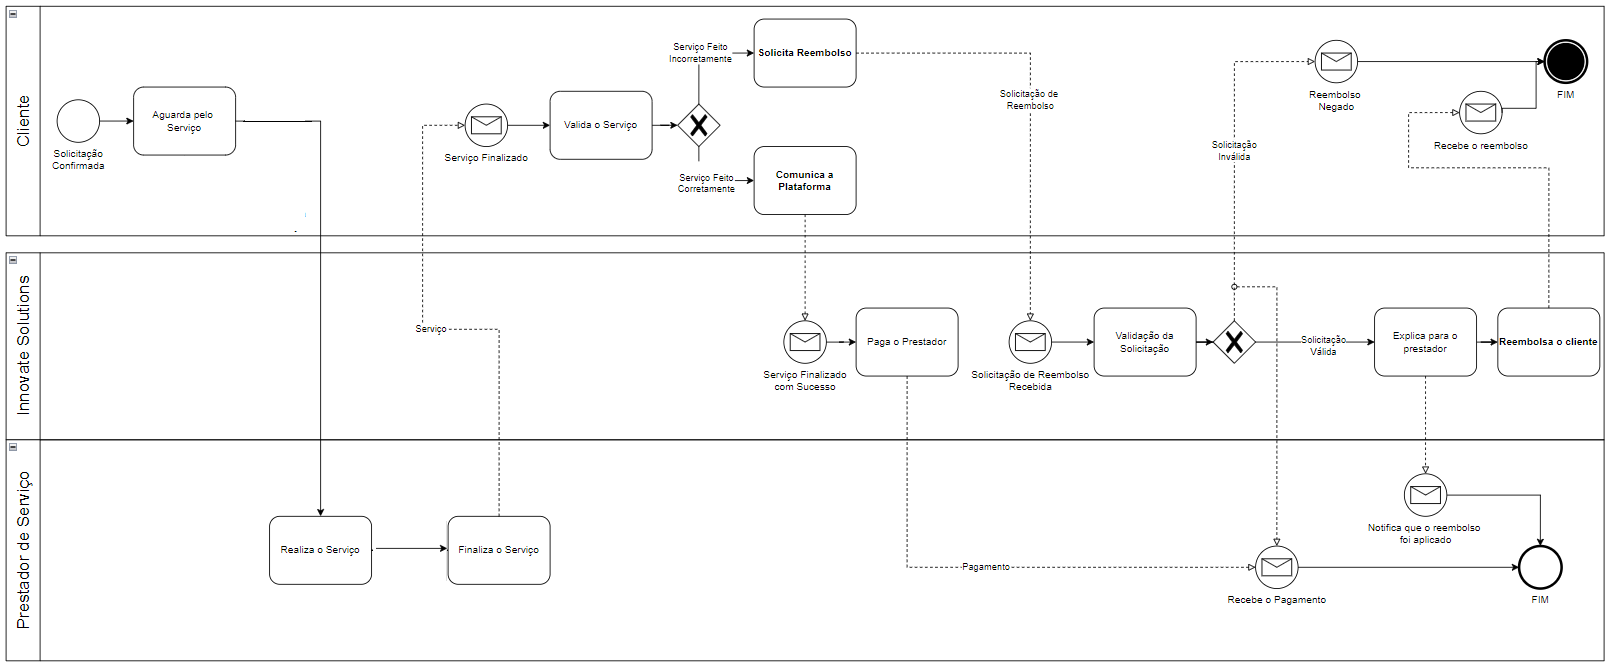 Cliente
Solicitação
Confirmada
Aguarda pelo
Serviço
Serviço Finalizado
Valida o Serviço
Serviço Feito
Incorretamente
Solicita Reembolso
Serviço Feito
Corretamente
Comunica a
Plataforma
Solicitação de
Reembolso
Solicitação
Inválida
Reembolso
Negado
Recebe o reembolso
FIM
Innovate Solutions
Serviço
Serviço Finalizado
com Sucesso
Paga o Prestador
Solicitação de Reembolso
Recebida
Validação da
Solicitação
Solicitação
Válida
Explica para o
prestador
Reembolsa o cliente
Prestador de Serviço
Realiza o Serviço
Finaliza o Serviço
Pagamento
Recebe o Pagamento
Notifica que o reembolso
foi aplicado
FIM